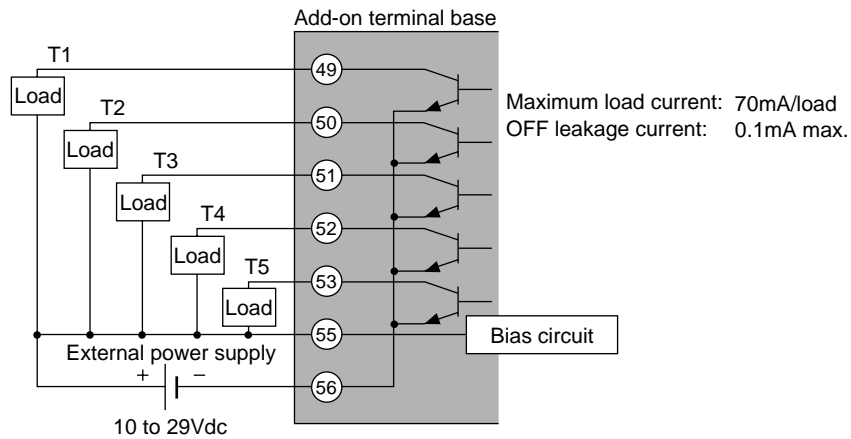 Add-on terminal base
T1
Load
49
Maximum load current: 70mA/load
OFF leakage current: 0.1mA max.
T2
Load
50
T3
Load
51
T4
Load
52
T5
Load
53
55
Bias circuit
External power supply
+ −
56
10 to 29Vdc